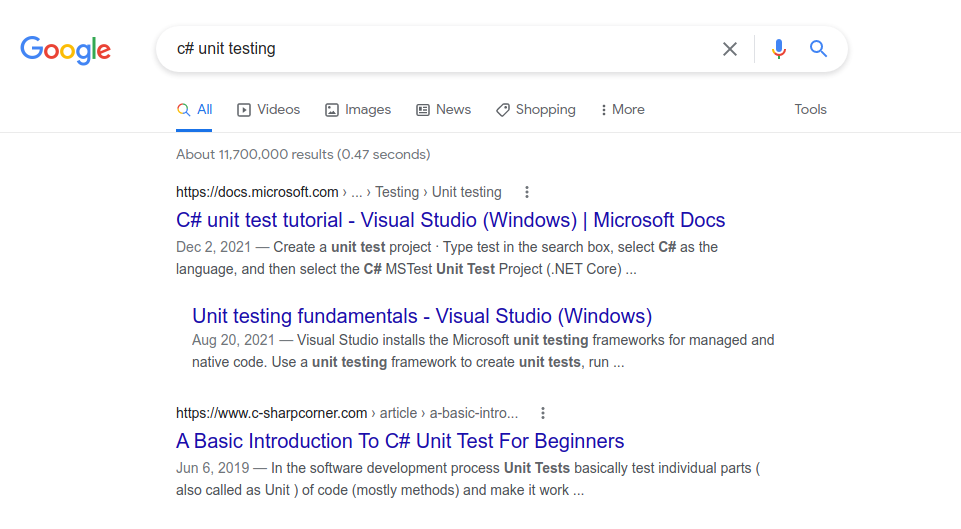 Google
c# unit testing
All Videos Images News Shopping More Tools
About 11,700,000 results (0.47 seconds)
https://docs.microsoft.com › ... › Testing › Unit testing
C# unit test tutorial - Visual Studio (Windows) | Microsoft Docs
Dec 2, 2021 — Create a unit test project · Type test in the search box, select C# as the
language, and then select the C# MSTest Unit Test Project (.NET Core) ...
Unit testing fundamentals - Visual Studio (Windows)
Aug 20, 2021 — Visual Studio installs the Microsoft unit testing frameworks for managed and
native code. Use a unit testing framework to create unit tests, run ...
https://www.c-sharpcorner.com › article › a-basic-intro...
A Basic Introduction To C# Unit Test For Beginners
Jun 6, 2019 — In the software development process Unit Tests basically test individual parts (
also called as Unit ) of code (mostly methods) and make it work ...